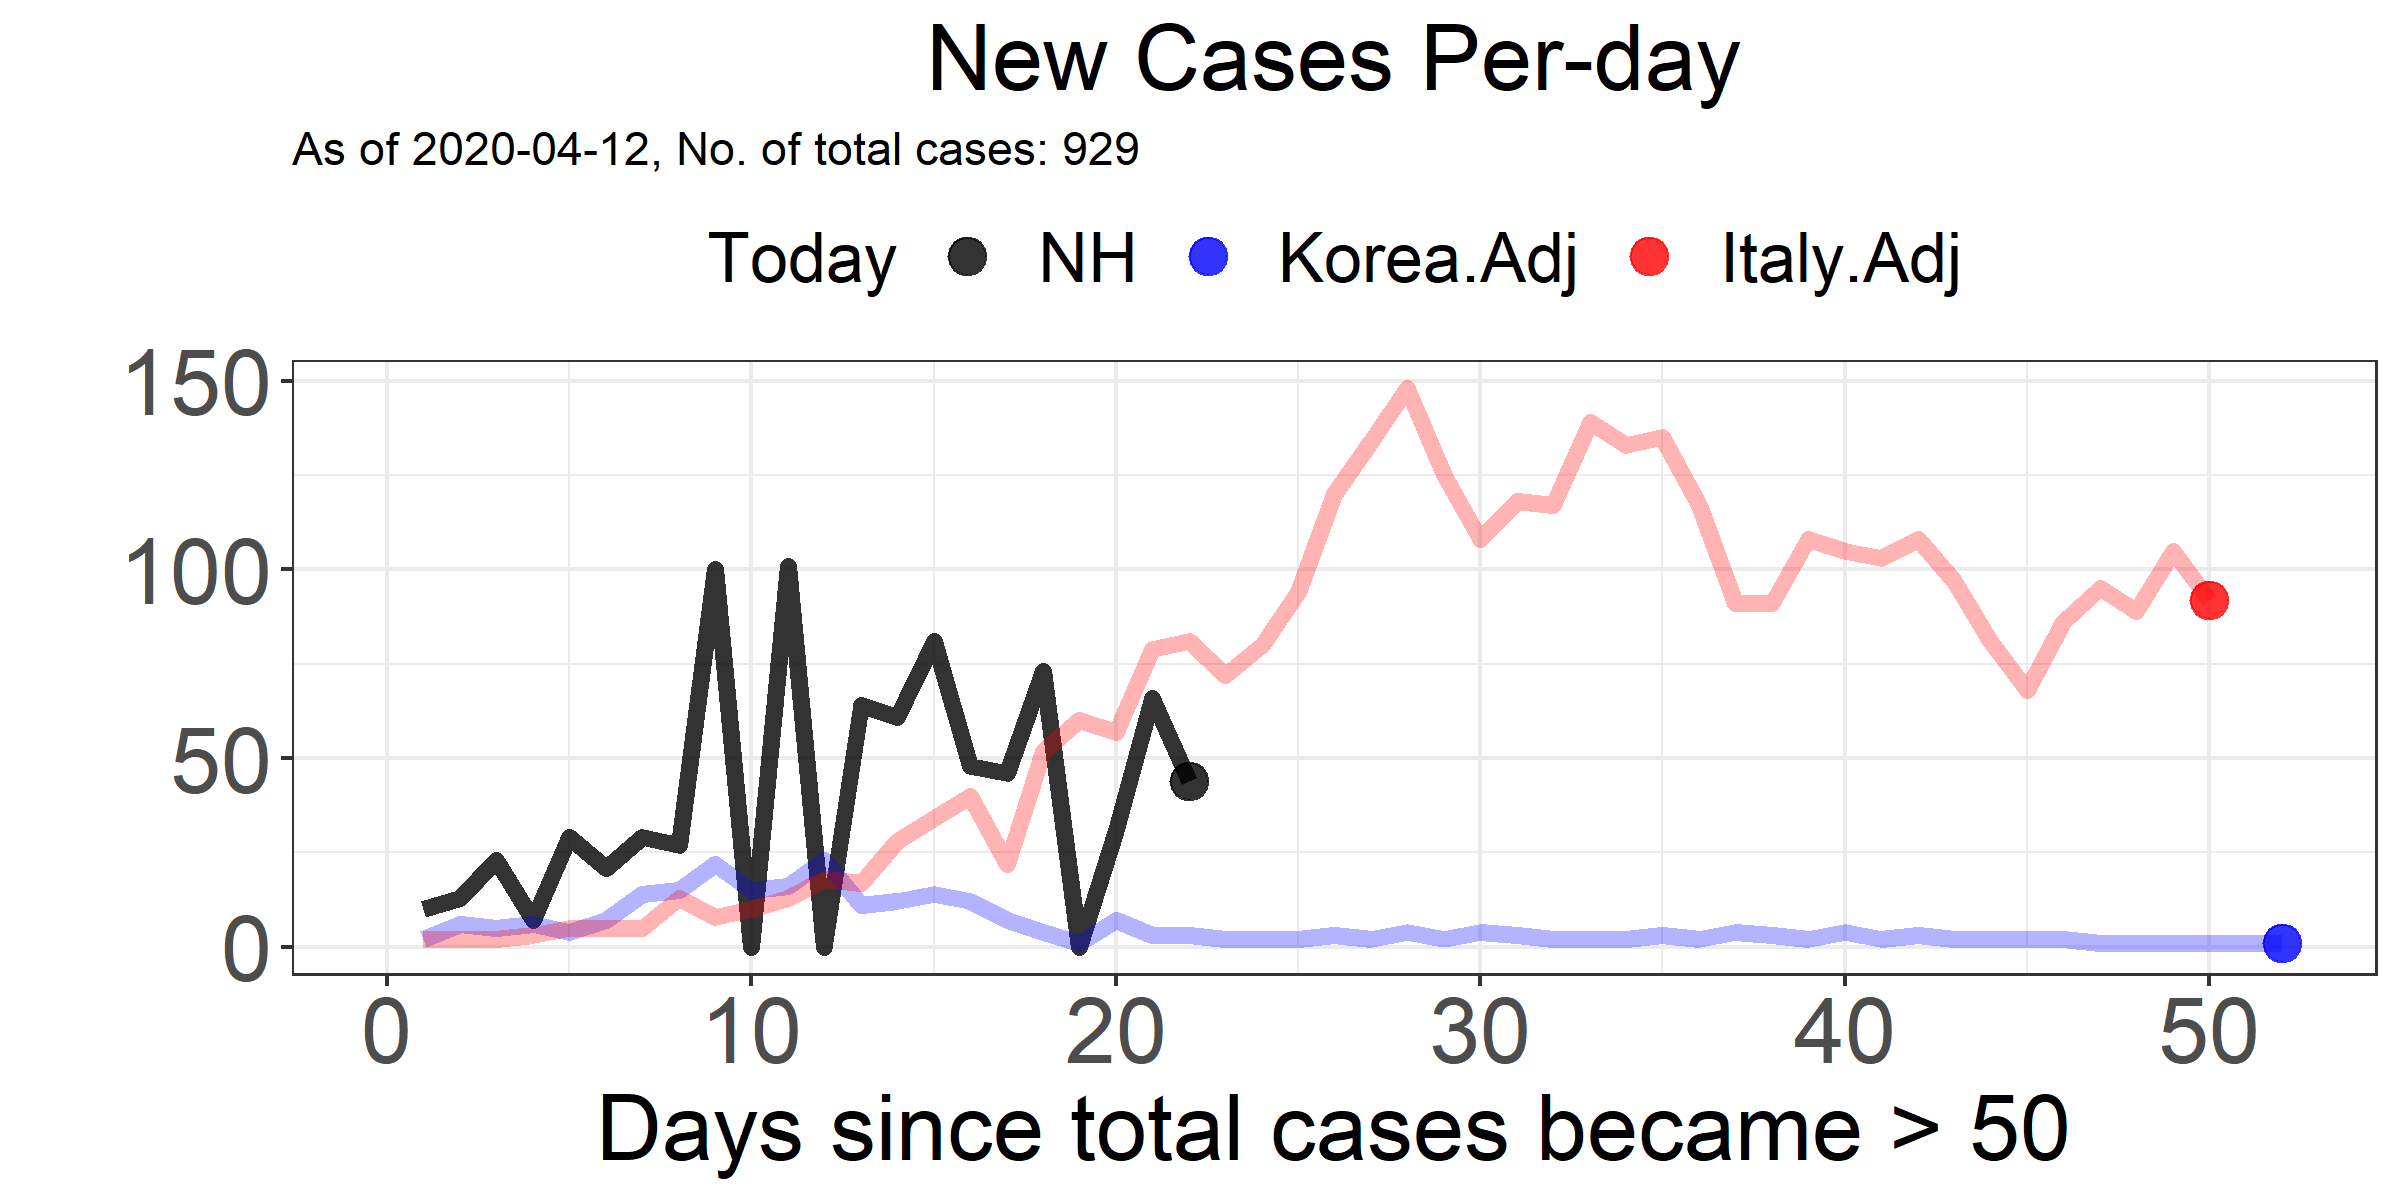 New Cases Per-day
As of 2020-04-12, No. of total cases: 929
Today NH Korea.Adj Italy.Adj
150
100
50
0
0 10 20 30 40 50
Days since total cases became > 50